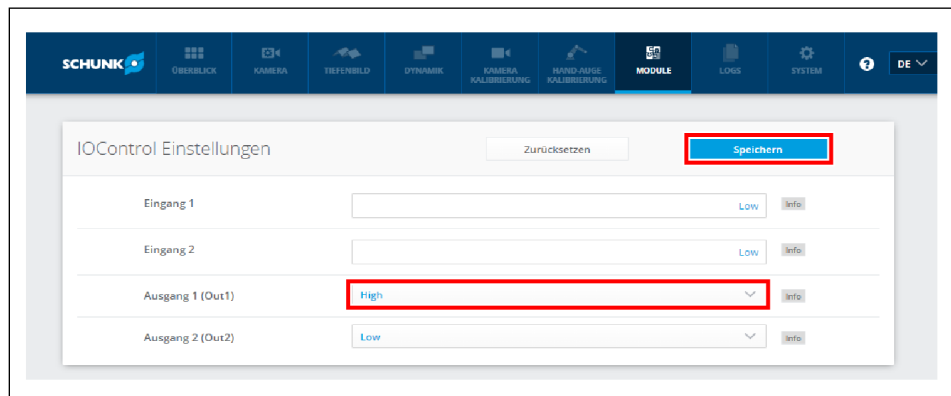 SCHUNK
ÜBERBLICK
KAMERA
TIEFENBILD
DYNAMIK
KAMERA
KALIBRIERUNG
HAND-AUGE
KALIBRIERUNG
MODULE
LOGS
SYSTEM
?
DE
IOControl Einstellungen
Zurücksetzen
Speichern
Eingang 1
Low
Info
Eingang 2
Low
Info
Ausgang 1 (Out1)
High
Info
Ausgang 2 (Out2)
Low
Info